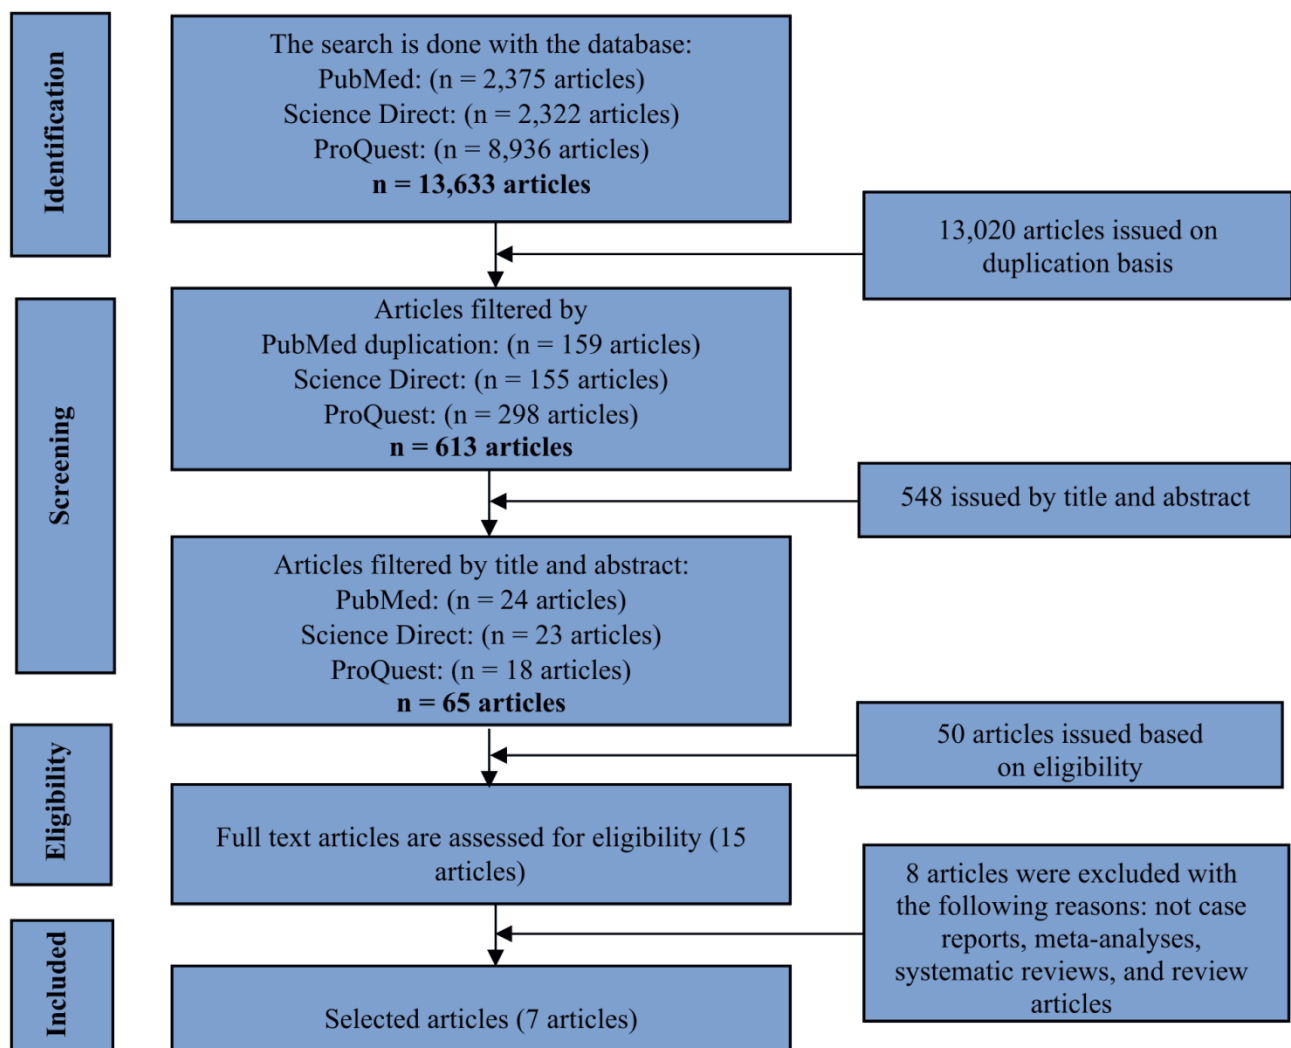 Identification
The search is done with the database:
PubMed: (n = 2,375 articles)
Science Direct: (n = 2,322 articles)
ProQuest: (n = 8,936 articles)
n = 13,633 articles
13,020 articles issued on
duplication basis
Screening
Articles filtered by
PubMed duplication: (n = 159 articles)
Science Direct: (n = 155 articles)
ProQuest: (n = 298 articles)
n = 613 articles
548 issued by title and abstract
Articles filtered by title and abstract:
PubMed: (n = 24 articles)
Science Direct: (n = 23 articles)
ProQuest: (n = 18 articles)
n = 65 articles
50 articles issued based
on eligibility
Eligibility
Full text articles are assessed for eligibility (15
articles)
8 articles were excluded with
the following reasons: not case
reports, meta-analyses,
systematic reviews, and review
articles
Included
Selected articles (7 articles)